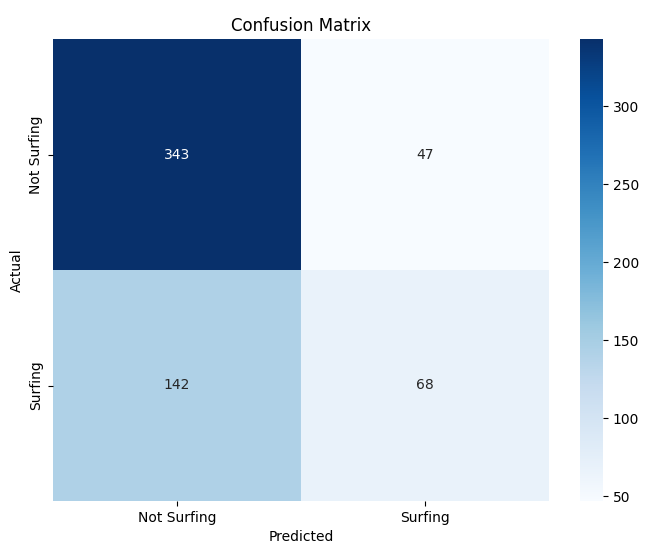 Confusion Matrix
Actual
Not Surfing
343
47
Surfing
142
68
Not Surfing
Surfing
Predicted
300
250
200
150
100
50